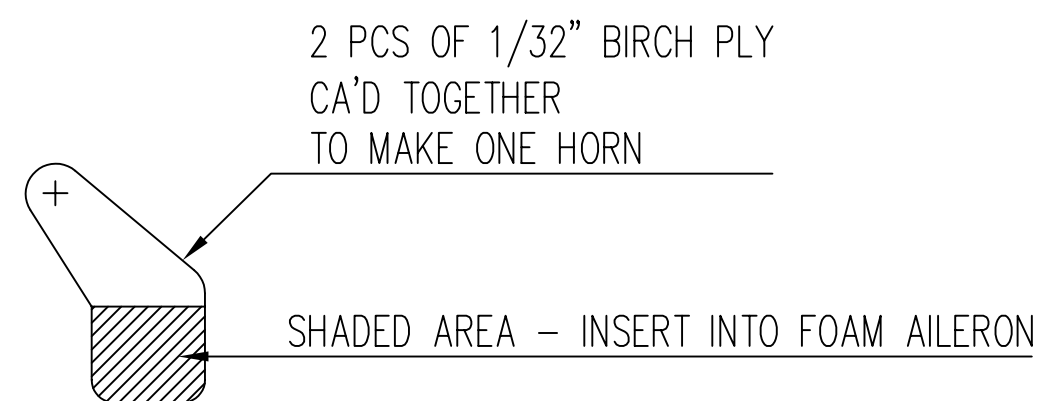 2 PCS OF 1/32” BIRCH PLY
CA’D TOGETHER
TO MAKE ONE HORN
SHADED AREA – INSERT INTO FOAM AILERON